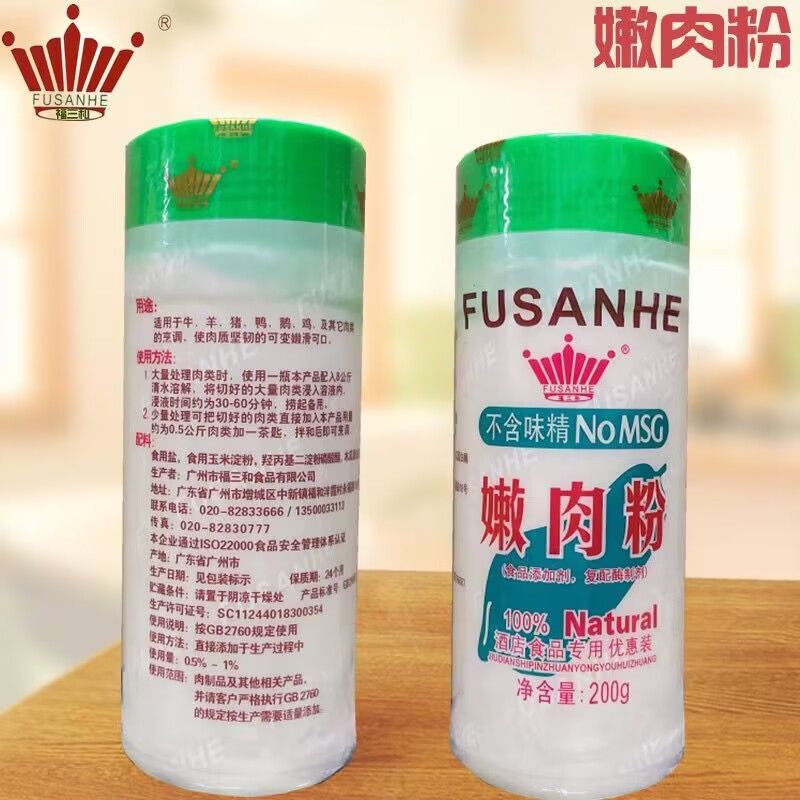 FUSANHE
福三和
®
嫩肉粉
用途:
适用于牛、羊、猪、鸭、鹅、鸡、及其它肉类
的烹调，使肉质坚韧的可变嫩滑可口。
使用方法:
1 大量处理肉类时，使用一瓶本产品配入8公斤
清水溶解，将切好的大量肉类浸入溶液内，
浸液时间约为30-60分钟，捞起备用。
2 少量处理可把切好的肉类直接加入本产品用量
约为0.5公斤肉类加一茶匙，拌和后即可烹煮
配料:
食用盐，食用玉米淀粉，羟丙基二淀粉磷酸酯，
生产者：广州市福三和食品有限公司
地址：广东省广州市增城区中新镇福和
联系电话：020-82833666 / 13500033113
传真：020-82830777
本企业通过ISO22000食品安全管理体系认证
产地：广东省广州市
生产日期：见包装标示 保质期：24个月
贮藏条件：请置于阴凉干燥处 产品标准号:
生产许可证号：SC11244018300354
使用说明：按GB2760规定使用
使用方法：直接添加于生产过程中
使用量：0.5% ~ 1%
使用范围：肉制品及其他相关产品，
并请客户严格执行GB 2760
的规定按生产需要适量添加。
FUSANHE
®
FUSANHE
不含味精 No MSG
嫩肉粉
(食品添加剂，复配酶制剂)
100% Natural
酒店食品专用优惠装
JIUDIANSHIPINZHUANYONGYOUHUIZHUANG
净含量: 200g